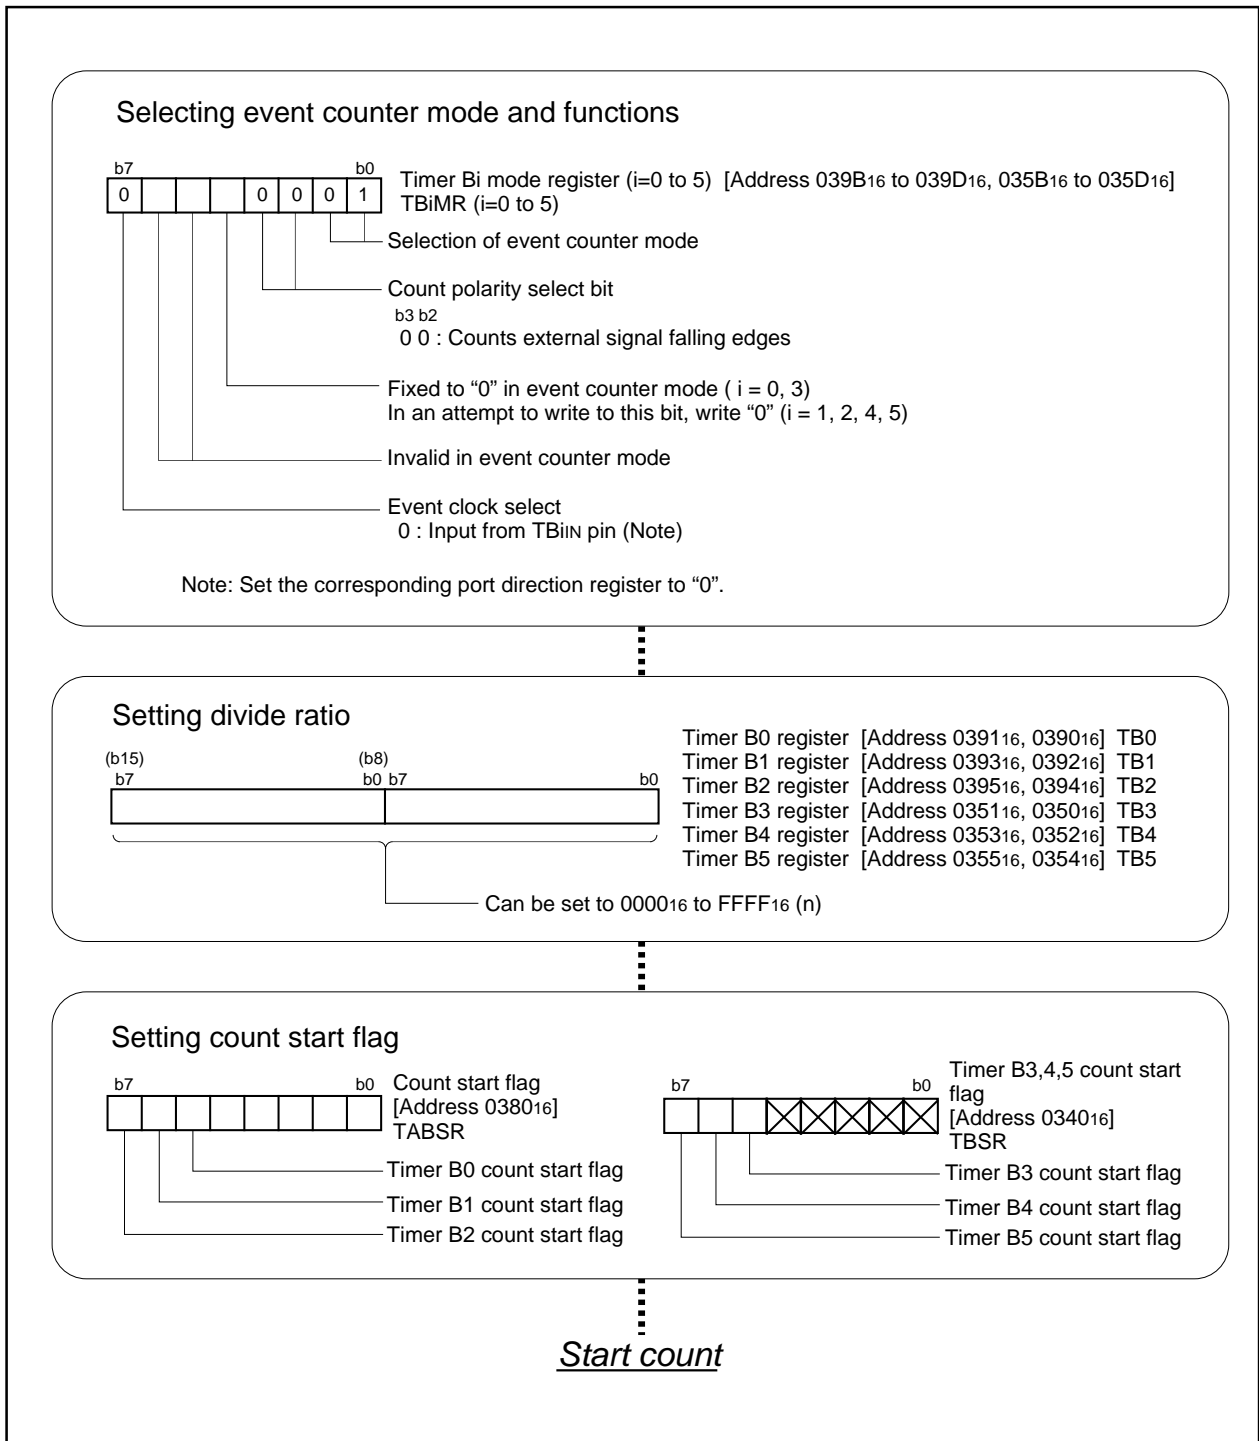 Selecting event counter mode and functions
b7 b0
0 0 0 0 1
Timer Bi mode register (i=0 to 5) [Address 039B16 to 039D16, 035B16 to 035D16]
TBiMR (i=0 to 5)
Selection of event counter mode
Count polarity select bit
b3 b2
0 0 : Counts external signal falling edges
Fixed to “0” in event counter mode ( i = 0, 3)
In an attempt to write to this bit, write “0” (i = 1, 2, 4, 5)
Invalid in event counter mode
Event clock select
0 : Input from TBiIN pin (Note)
Note: Set the corresponding port direction register to “0”.
Setting divide ratio
(b15) (b8)
b7 b0 b7 b0
Timer B0 register [Address 039116, 039016] TB0
Timer B1 register [Address 039316, 039216] TB1
Timer B2 register [Address 039516, 039416] TB2
Timer B3 register [Address 035116, 035016] TB3
Timer B4 register [Address 035316, 035216] TB4
Timer B5 register [Address 035516, 035416] TB5
Can be set to 000016 to FFFF16 (n)
Setting count start flag
b7 b0
Count start flag
[Address 038016]
TABSR
Timer B0 count start flag
Timer B1 count start flag
Timer B2 count start flag
b7 b0
Timer B3,4,5 count start
flag
[Address 034016]
TBSR
Timer B3 count start flag
Timer B4 count start flag
Timer B5 count start flag
Start count